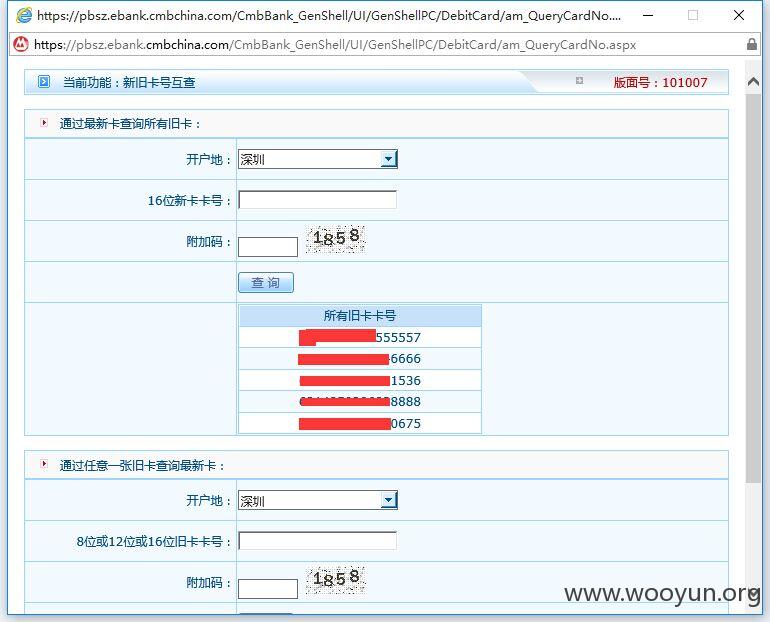 https://pbsz.ebank.cmbchina.com/CmbBank_GenShell/UI/GenShellPC/DebitCard/am_QueryCardNo....
https://pbsz.ebank.cmbchina.com/CmbBank_GenShell/UI/GenShellPC/DebitCard/am_QueryCardNo.aspx
当前功能：新旧卡号互查 版面号：101007
通过最新卡查询所有旧卡：
开户地： 深圳
16位新卡卡号：
附加码： 1858
查 询
所有旧卡卡号
555557
6666
1536
8888
0675
通过任意一张旧卡查询最新卡：
开户地： 深圳
8位或12位或16位旧卡卡号：
附加码： 1858
www.wooyun.org